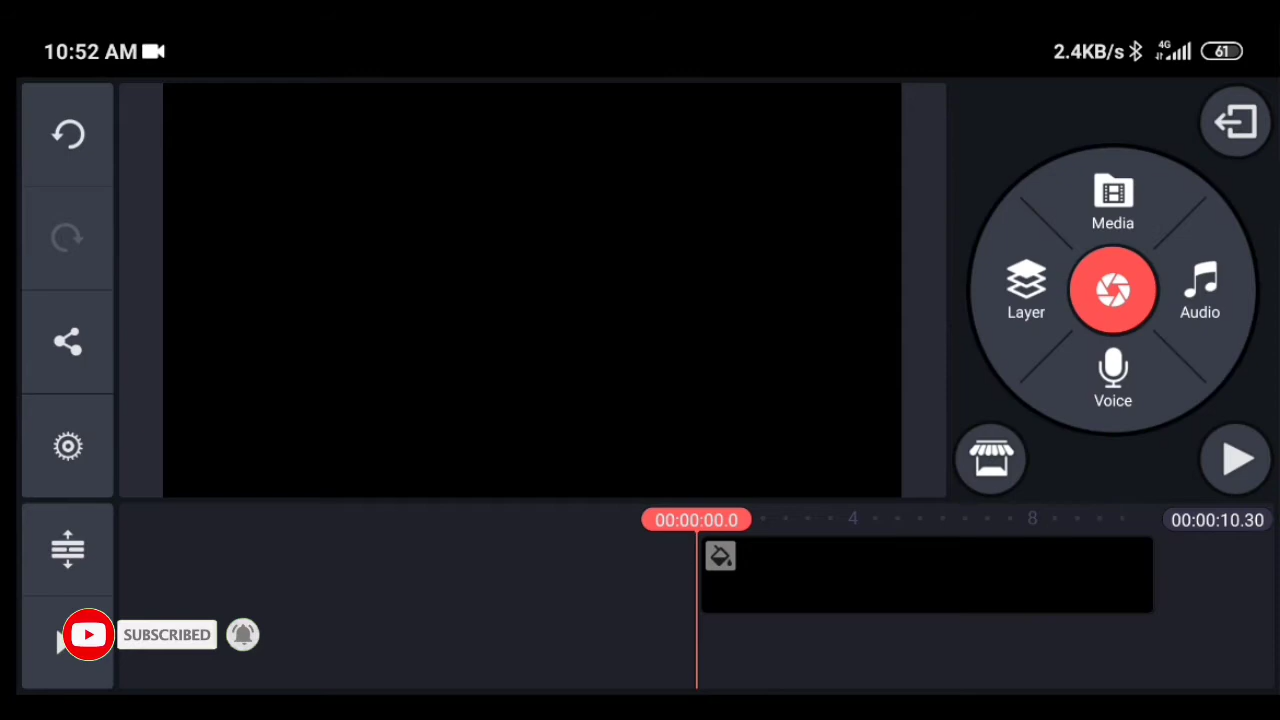 10:52 AM
2.4KB/s 4G 61
Media
Layer
Audio
Voice
00:00:00.0
4
8
00:00:10.30
SUBSCRIBED